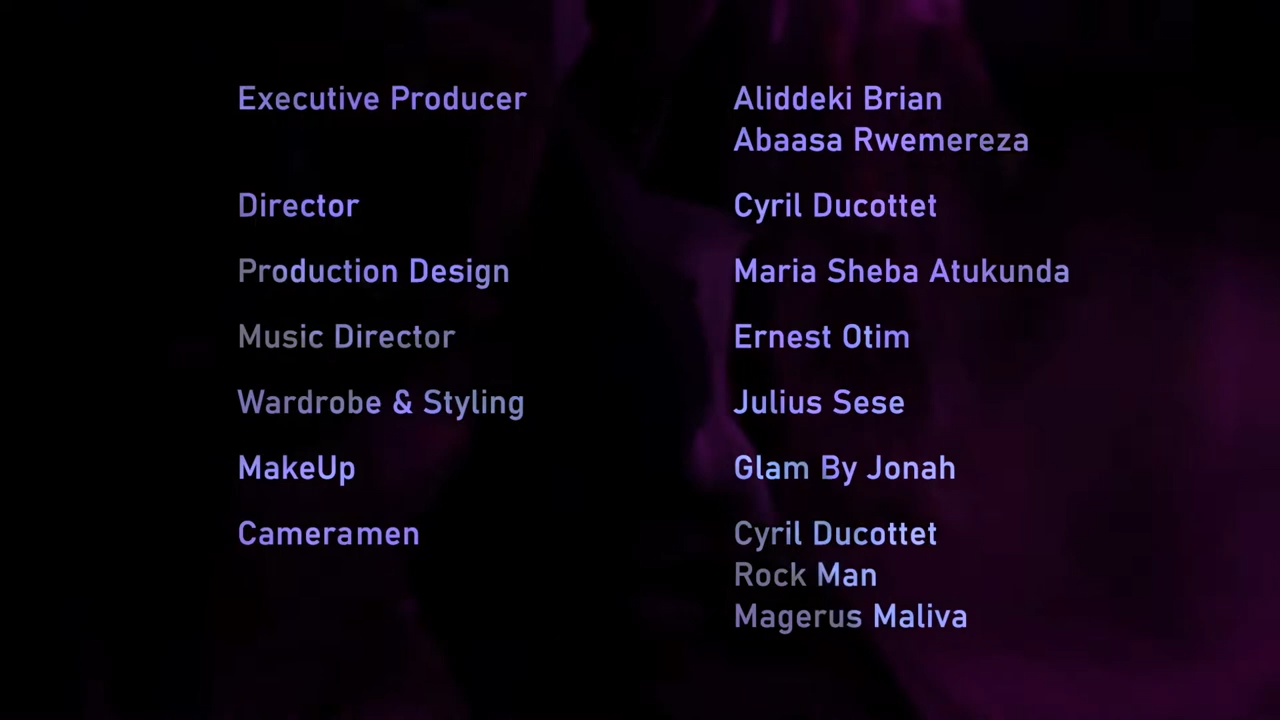 Executive Producer Aliddeki Brian
Abaasa Rwemereza
Director Cyril Ducottet
Production Design Maria Sheba Atukunda
Music Director Ernest Otim
Wardrobe & Styling Julius Sese
MakeUp Glam By Jonah
Cameramen Cyril Ducottet
Rock Man
Magerus Maliva